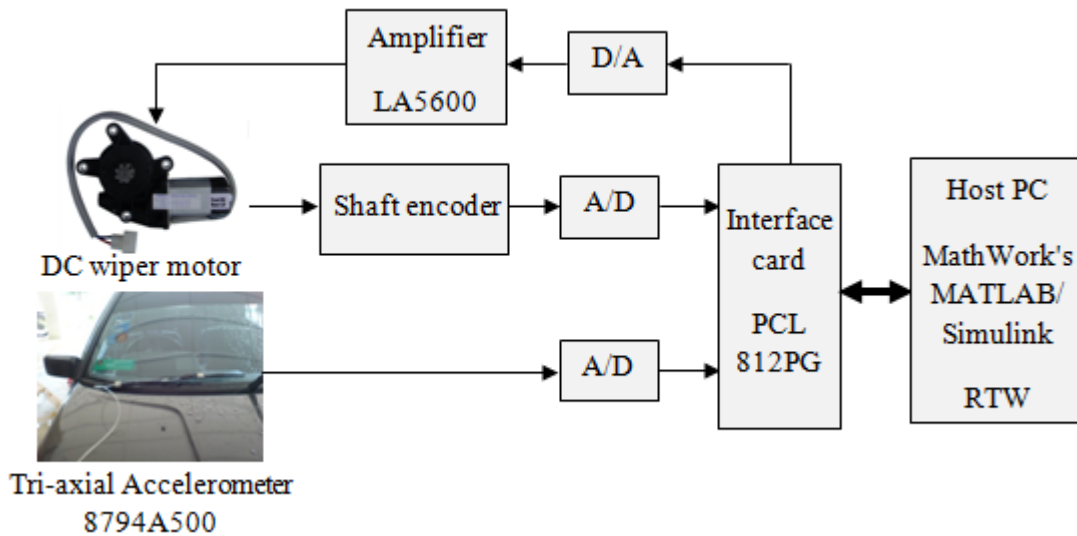 Amplifier
LA5600
D/A
DC wiper motor
Shaft encoder
A/D
Interface
card
PCL
812PG
Host PC
MathWork's
MATLAB/
Simulink
RTW
A/D
Tri-axial Accelerometer
8794A500